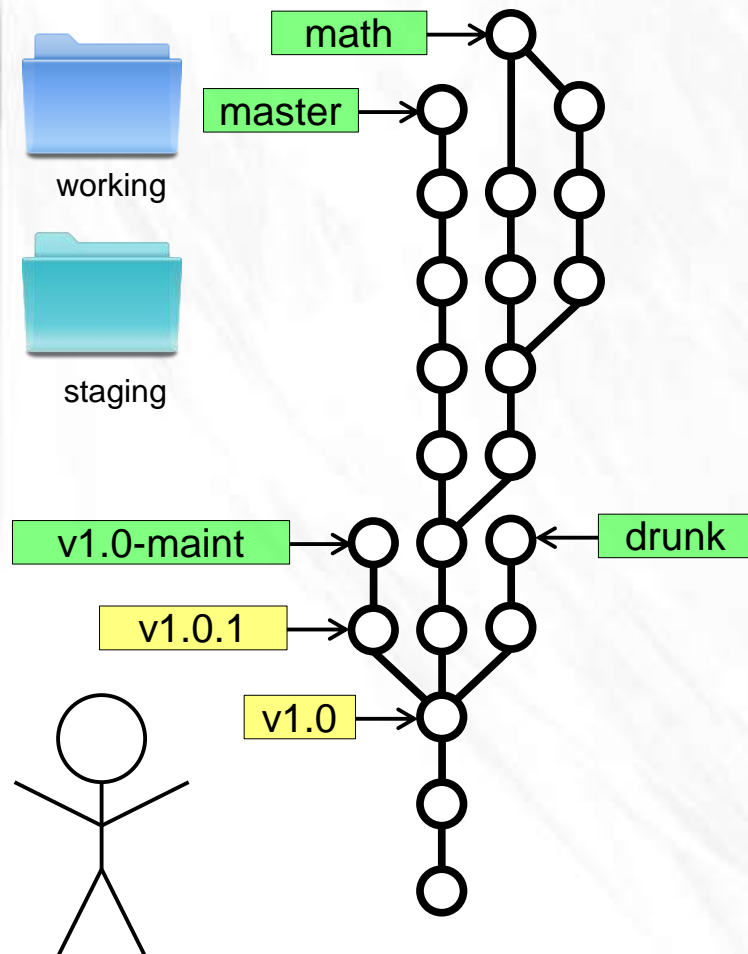 math
master
working
staging
v1.0-maint
drunk
v1.0.1
v1.0